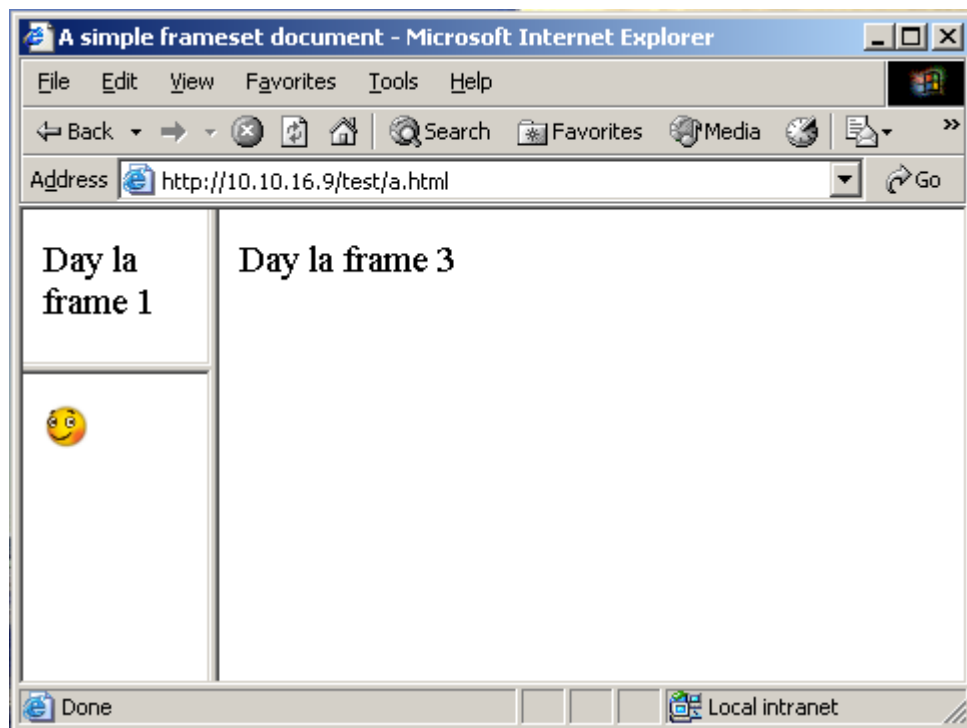 A simple frameset document - Microsoft Internet Explorer
File Edit View Favorites Tools Help
Back Search Favorites Media »
Address http://10.10.16.9/test/a.html Go
Day la
frame 1
Day la frame 3
Done Local intranet